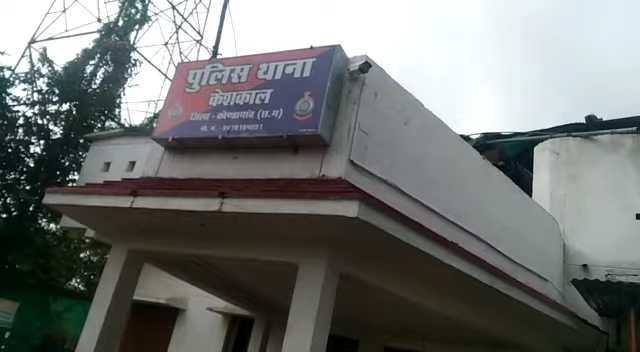 पुलिस थाना
केशकाल
जिला - कोण्डागांव (छ.ग)
मो. नं. -